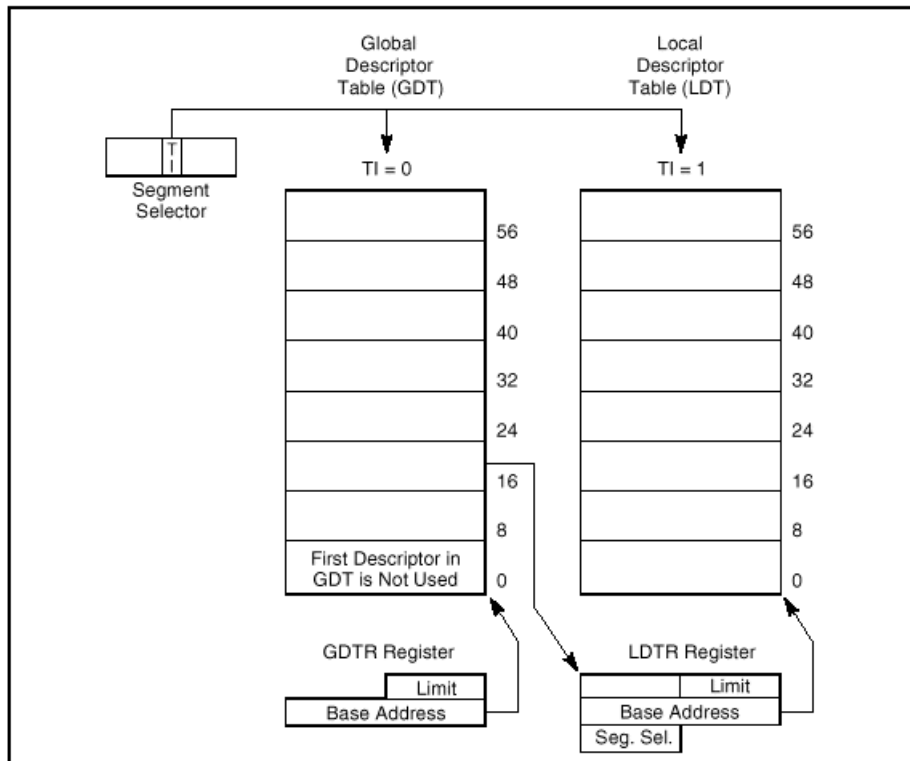 Global
Descriptor
Table (GDT)
Local
Descriptor
Table (LDT)
T
I
Segment
Selector
TI = 0
TI = 1
56
48
40
32
24
16
8
First Descriptor in
GDT is Not Used
0
56
48
40
32
24
16
8
0
GDTR Register
Limit
Base Address
LDTR Register
Limit
Base Address
Seg. Sel.